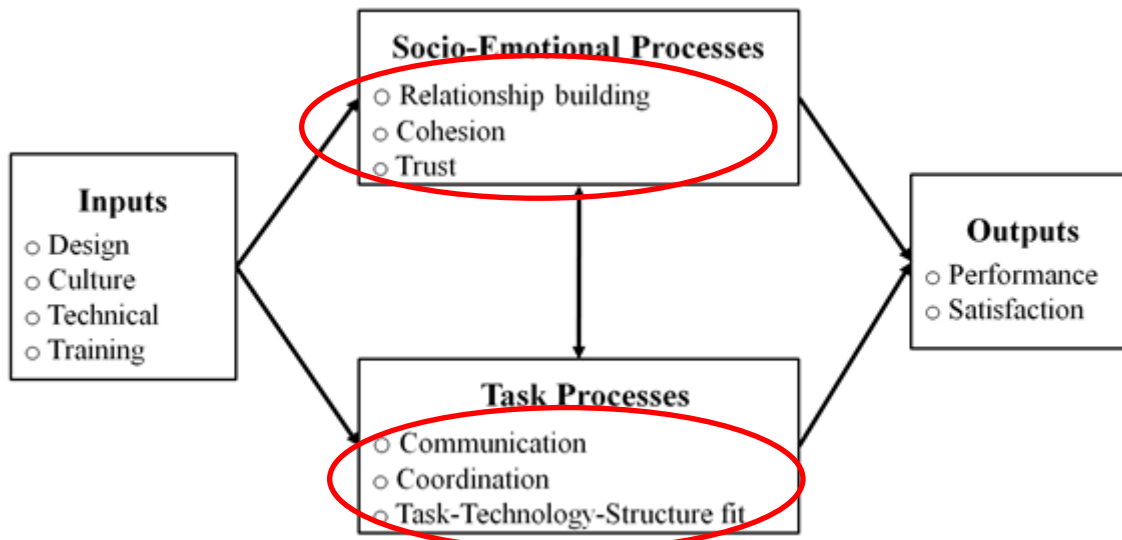 Socio-Emotional Processes
○ Relationship building
○ Cohesion
○ Trust
Inputs
○ Design
○ Culture
○ Technical
○ Training
Outputs
○ Performance
○ Satisfaction
Task Processes
○ Communication
○ Coordination
○ Task-Technology-Structure fit